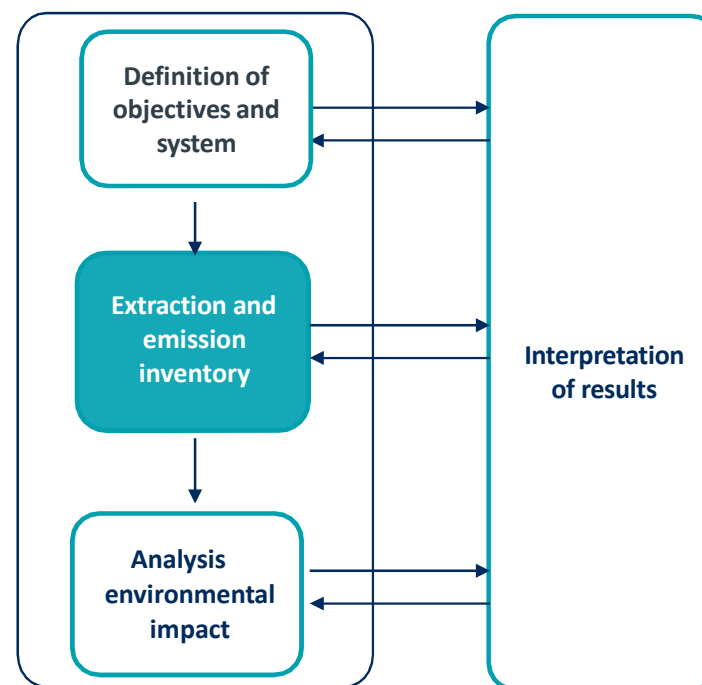 Definition of
objectives and
system
Extraction and
emission
inventory
Interpretation
of results
Analysis
environmental
impact